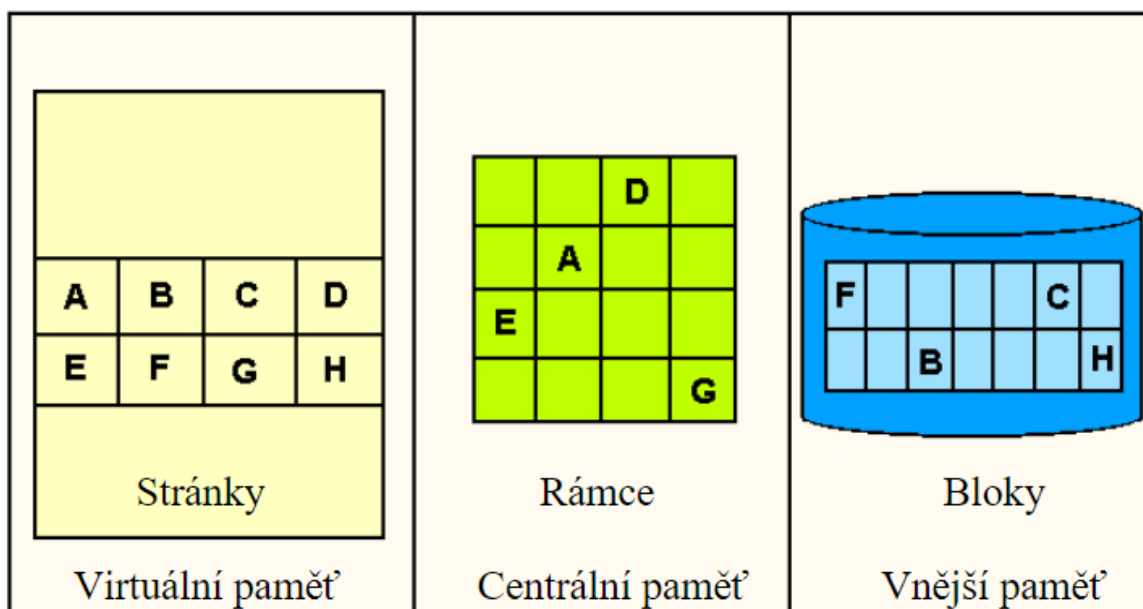 A B C D
E F G H
Stránky
Virtuální paměť
D
A
E
G
Rámce
Centrální paměť
F C
B H
Bloky
Vnější paměť